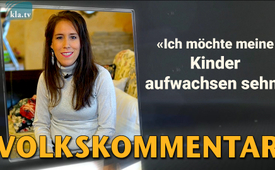 kla.tv
«Ich möchte meine
Kinder
aufwachsen sehn
VOLKSKOMMENTAR